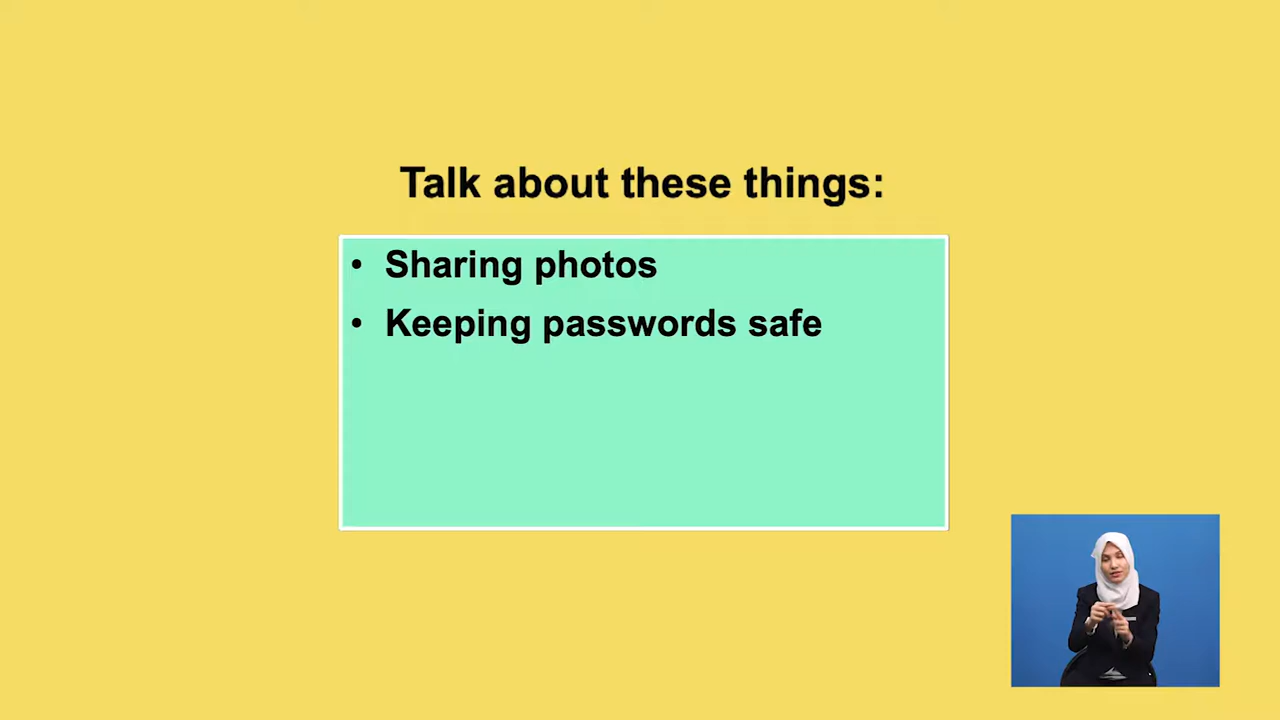 Talk about these things:
• Sharing photos
• Keeping passwords safe